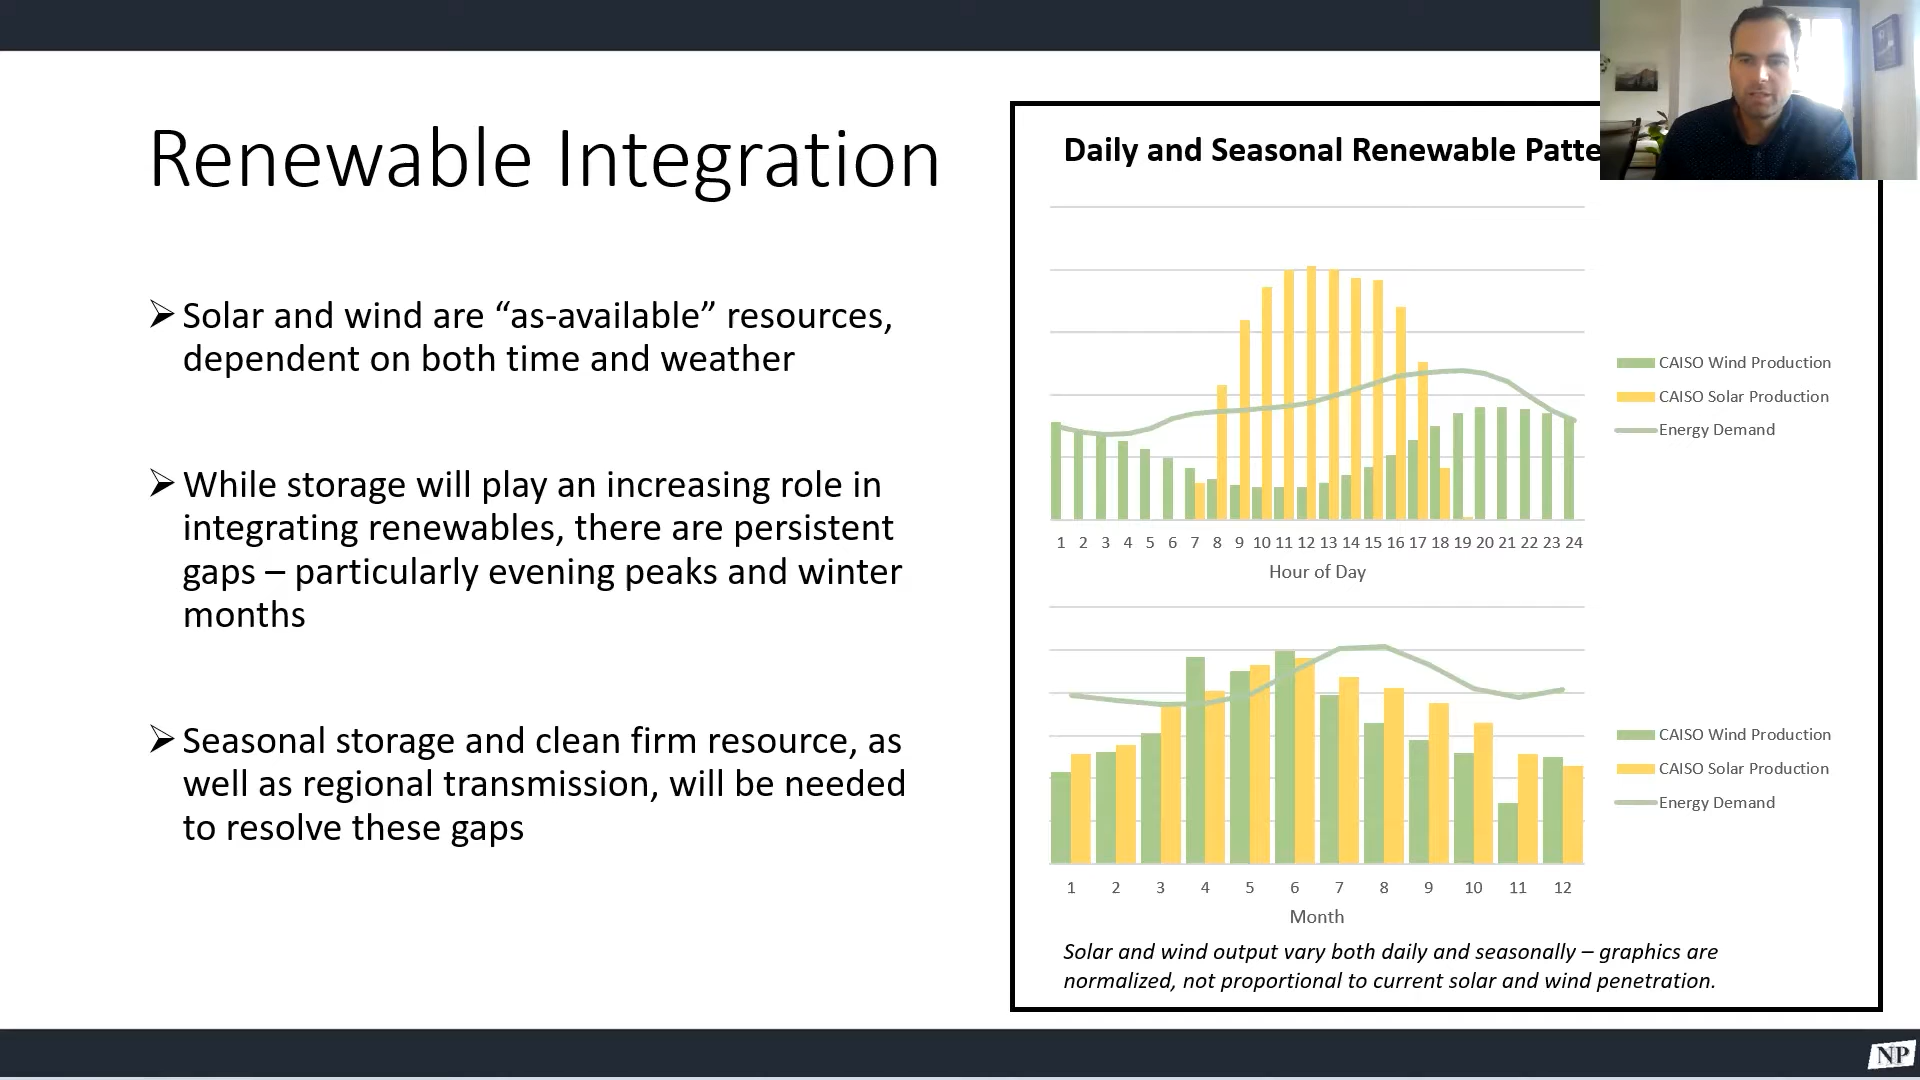 Renewable Integration
Solar and wind are “as-available” resources,
dependent on both time and weather
While storage will play an increasing role in
integrating renewables, there are persistent
gaps – particularly evening peaks and winter
months
Seasonal storage and clean firm resource, as
well as regional transmission, will be needed
to resolve these gaps
Daily and Seasonal Renewable Patte
CAISO Wind Production
CAISO Solar Production
Energy Demand
1 2 3 4 5 6 7 8 9 10 11 12 13 14 15 16 17 18 19 20 21 22 23 24
Hour of Day
CAISO Wind Production
CAISO Solar Production
Energy Demand
1 2 3 4 5 6 7 8 9 10 11 12
Month
Solar and wind output vary both daily and seasonally – graphics are
normalized, not proportional to current solar and wind penetration.
NP